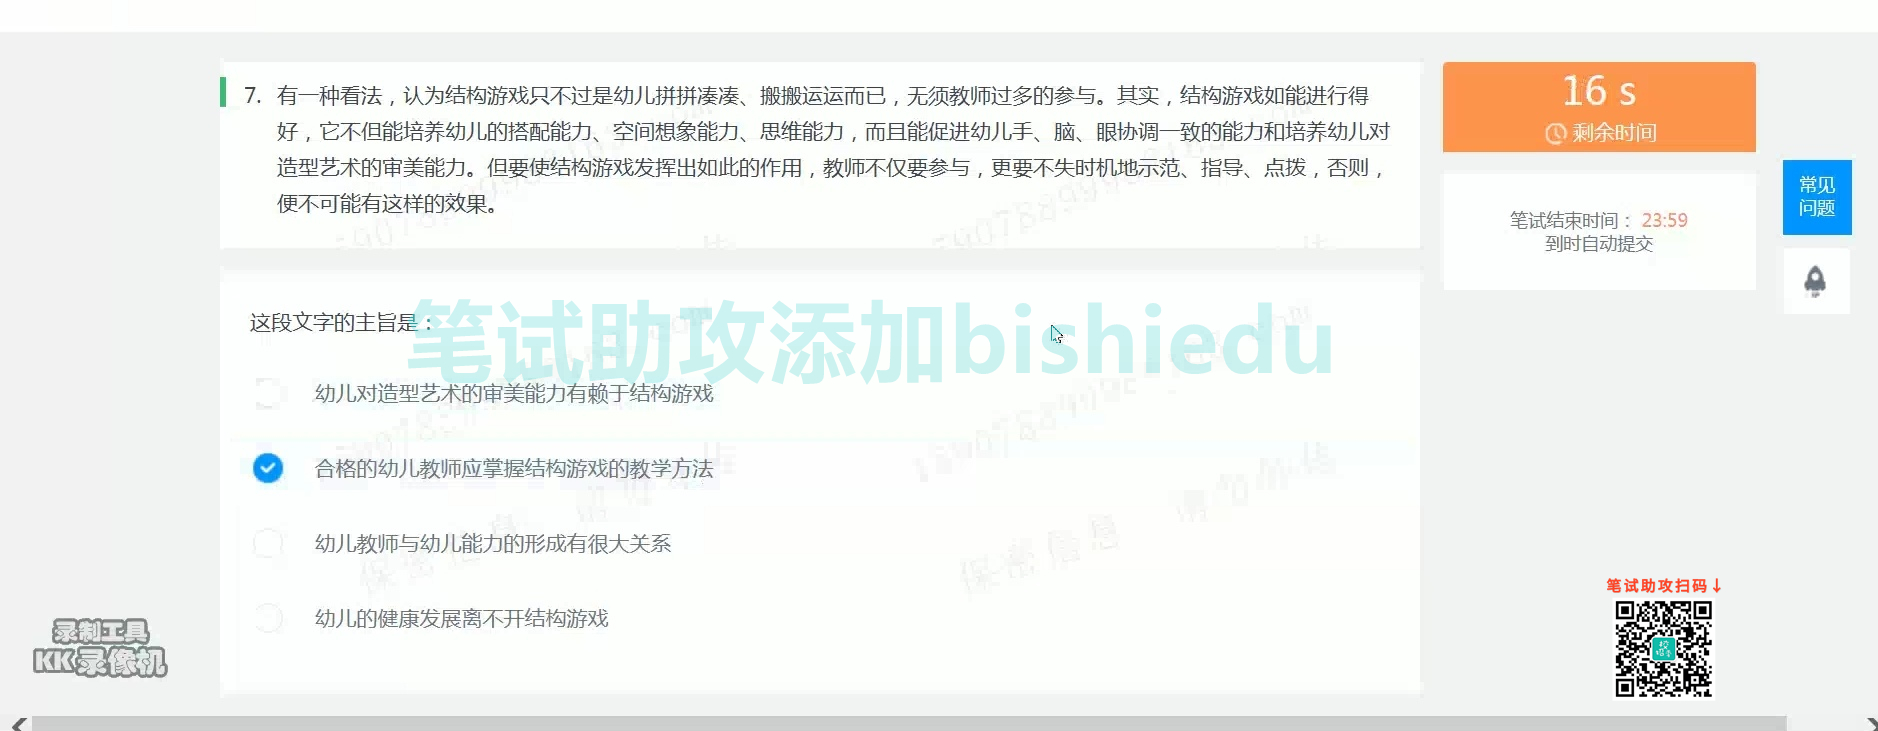 7. 有一种看法，认为结构游戏只不过是幼儿拼拼凑凑、搬搬运运而已，无须教师过多的参与。其实，结构游戏如能进行得
好，它不但能培养幼儿的搭配能力、空间想象能力、思维能力，而且能促进幼儿手、脑、眼协调一致的能力和培养幼儿对
造型艺术的审美能力。但要使结构游戏发挥出如此的作用，教师不仅要参与，更要不失时机地示范、指导、点拨，否则，
便不可能有这样的效果。
16 s
剩余时间
笔试结束时间： 23:59
到时自动提交
常见
问题
这段文字的主旨是：
笔试助攻添加bishiedu
幼儿对造型艺术的审美能力有赖于结构游戏
合格的幼儿教师应掌握结构游戏的教学方法
幼儿教师与幼儿能力的形成有很大关系
幼儿的健康发展离不开结构游戏
保密信息
保密信息
笔试助攻扫码↓
录制工具
KK录像机